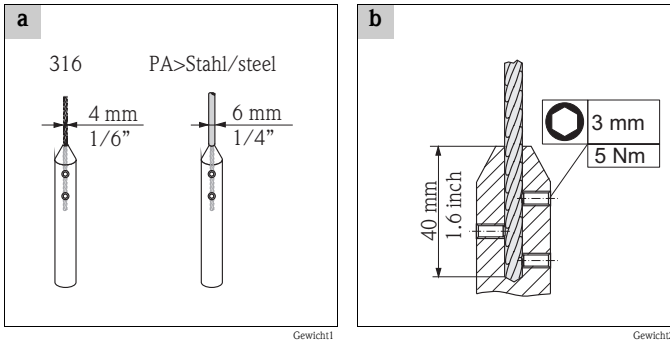 a
316 PA>Stahl/steel
4 mm
1/6”
6 mm
1/4”
Gewicht1
b
3 mm
5 Nm
40 mm
1.6 inch